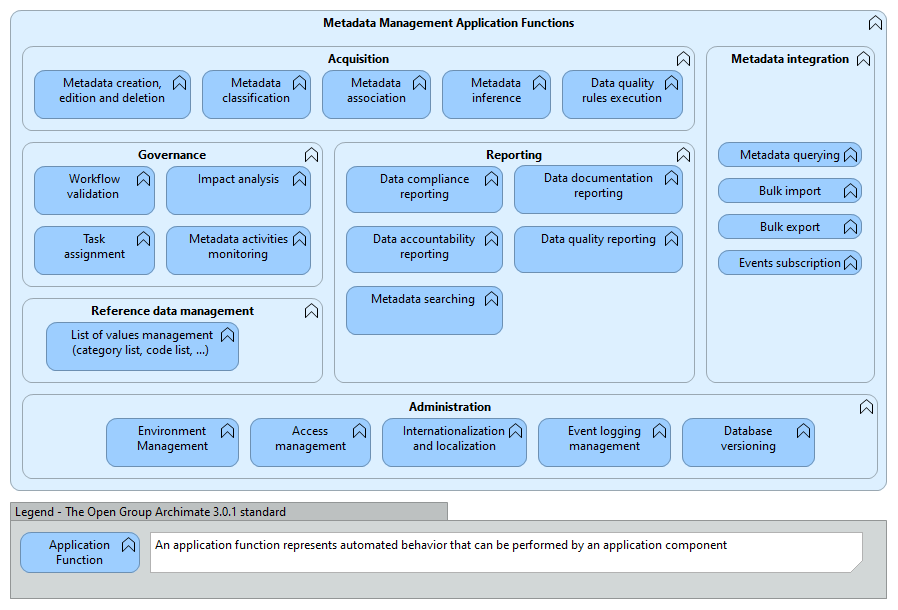 Metadata Management Application Functions
Acquisition
Metadata creation,
edition and deletion
Metadata
classification
Metadata
association
Metadata
inference
Data quality
rules execution
Metadata integration
Metadata querying
Bulk import
Bulk export
Events subscription
Governance
Workflow
validation
Impact analysis
Task
assignment
Metadata activities
monitoring
Reporting
Data compliance
reporting
Data documentation
reporting
Data accountability
reporting
Data quality reporting
Metadata searching
Reference data management
List of values management
(category list, code list, ...)
Administration
Environment
Management
Access
management
Internationalization
and localization
Event logging
management
Database
versioning
Legend - The Open Group Archimate 3.0.1 standard
Application
Function
An application function represents automated behavior that can be performed by an application component